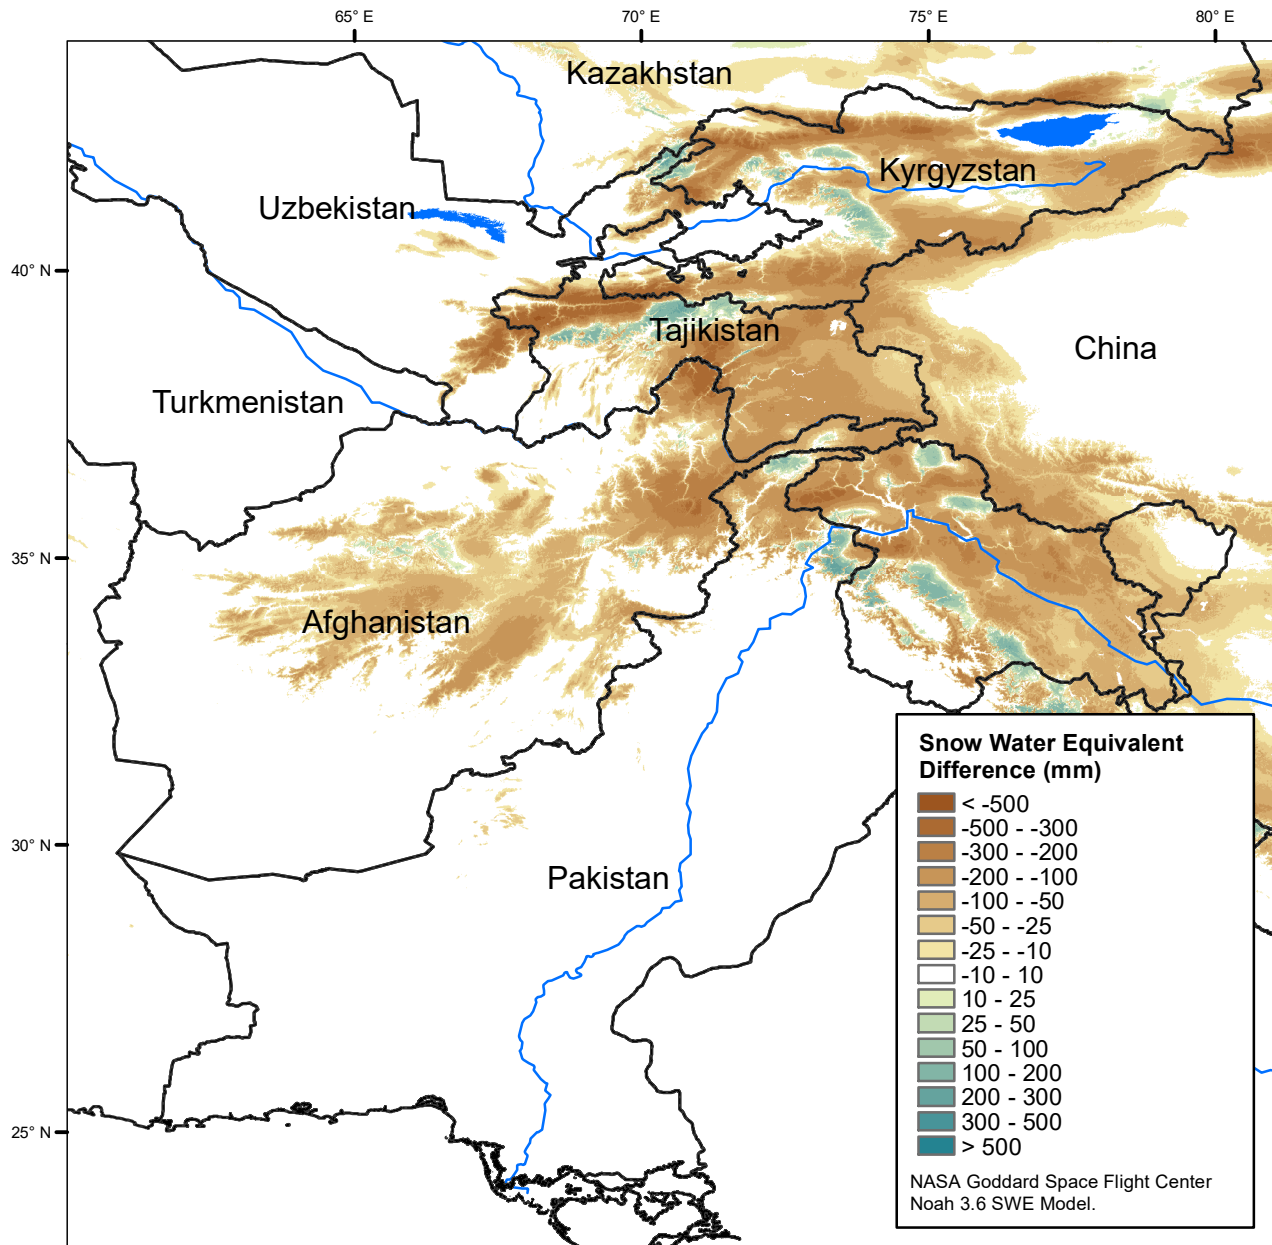 65° E
70° E
75° E
80° E
Kazakhstan
Kyrgyzstan
Uzbekistan
40° N
Tajikistan
China
Turkmenistan
35° N
Afghanistan
Snow Water Equivalent
Difference (mm)
< -500
-500 - -300
-300 - -200
-200 - -100
-100 - -50
-50 - -25
-25 - -10
-10 - 10
10 - 25
25 - 50
50 - 100
100 - 200
200 - 300
300 - 500
> 500
NASA Goddard Space Flight Center
Noah 3.6 SWE Model.
30° N
Pakistan
25° N